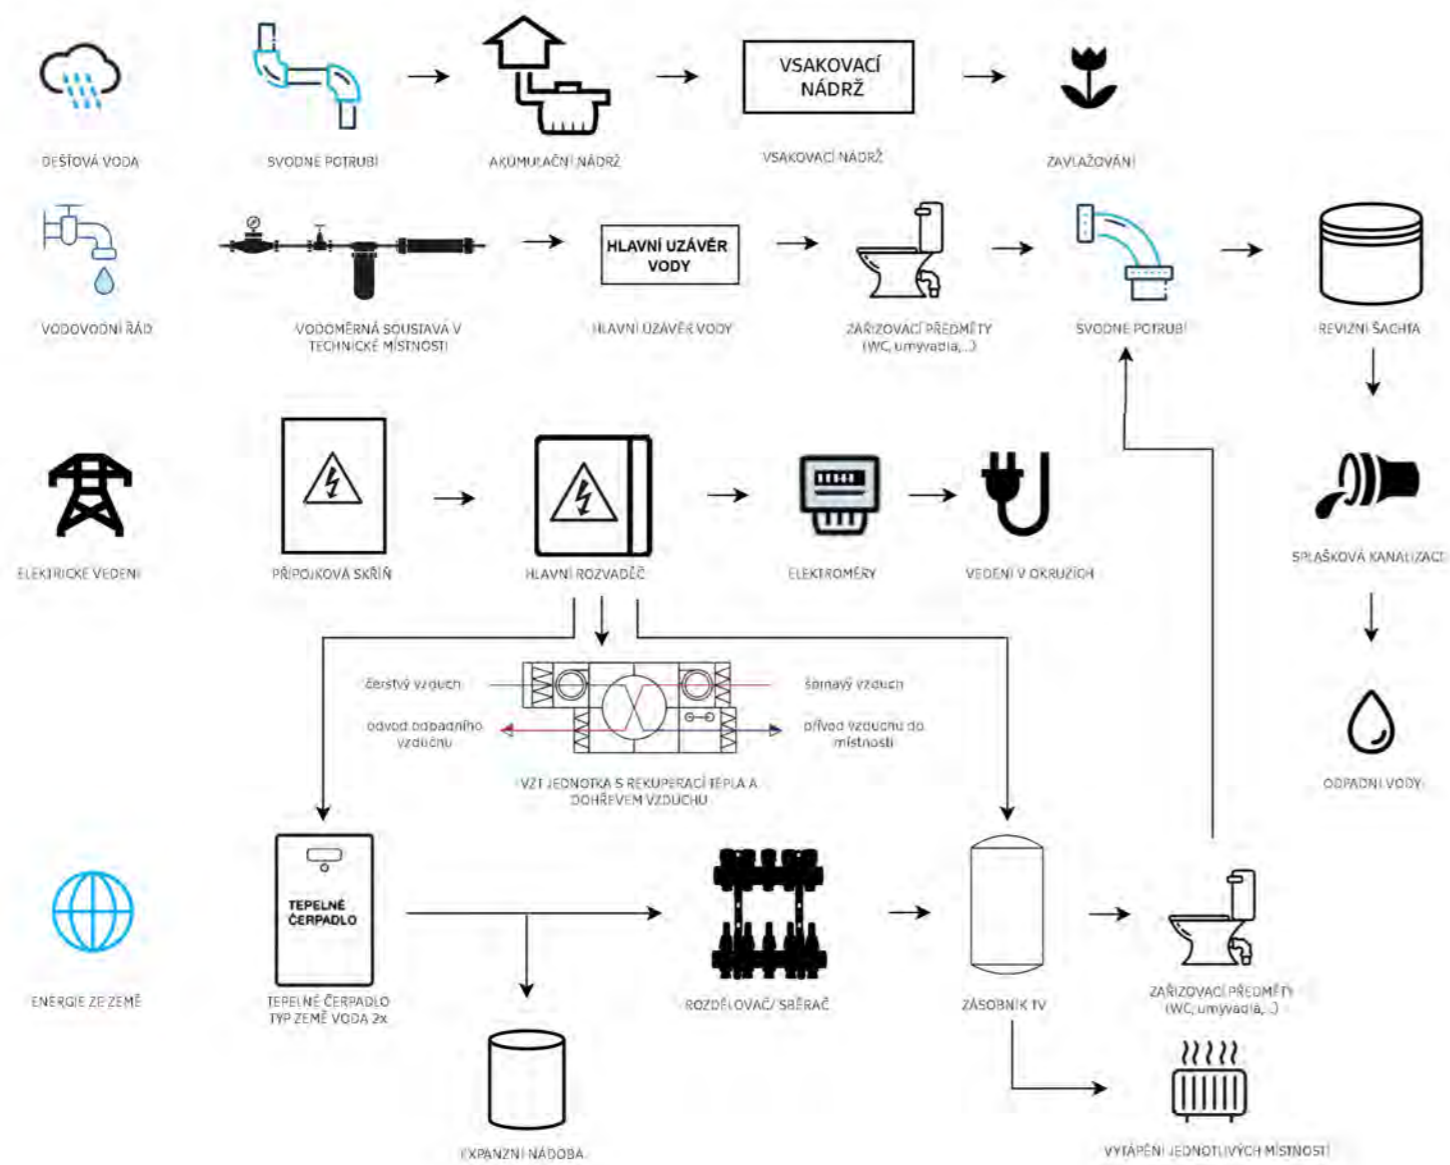 VSAKOVACÍ
NÁDRŽ
DEŠŤOVÁ VODA
SVODNÉ POTRUBÍ
AKUMULAČNÍ NÁDRŽ
VSAKOVACÍ NÁDRŽ
ZAVLAŽOVÁNÍ
HLAVNÍ UZÁVĚR
VODY
VODOVODNÍ ŘÁD
VODOMĚRNÁ SOUSTAVA V
TECHNICKÉ MÍSTNOSTI
HLAVNÍ UZÁVĚR VODY
ZAŘIZOVACÍ PŘEDMĚTY
(WC, umyvadla,...)
SVODNÉ POTRUBÍ
REVIZNÍ ŠACHTA
ELEKTRICKÉ VEDENÍ
PŘÍPOJKOVÁ SKŘÍŇ
HLAVNÍ ROZVADĚČ
ELEKTROMĚRY
VEDENÍ V OKRUZÍCH
SPLAŠKOVÁ KANALIZACE
čerstvý vzduch
špinavý vzduch
odvod odpadního
vzduchu
přívod vzduchu do
místnosti
VZT JEDNOTKA S REKUPERACÍ TEPLA A
DOHŘEVEM VZDUCHU
ODPADNÍ VODY
TEPELNÉ
ČERPADLO
ENERGIE ZE ZEMĚ
TEPELNÉ ČERPADLO
TYP ZEMĚ VODA 2x
ROZDĚLOVAČ/ SBĚRAČ
ZÁSOBNÍK TV
ZAŘIZOVACÍ PŘEDMĚTY
(WC, umyvadla,...)
EXPANZNÍ NÁDOBA
VYTÁPĚNÍ JEDNOTLIVÝCH MÍSTNOSTÍ